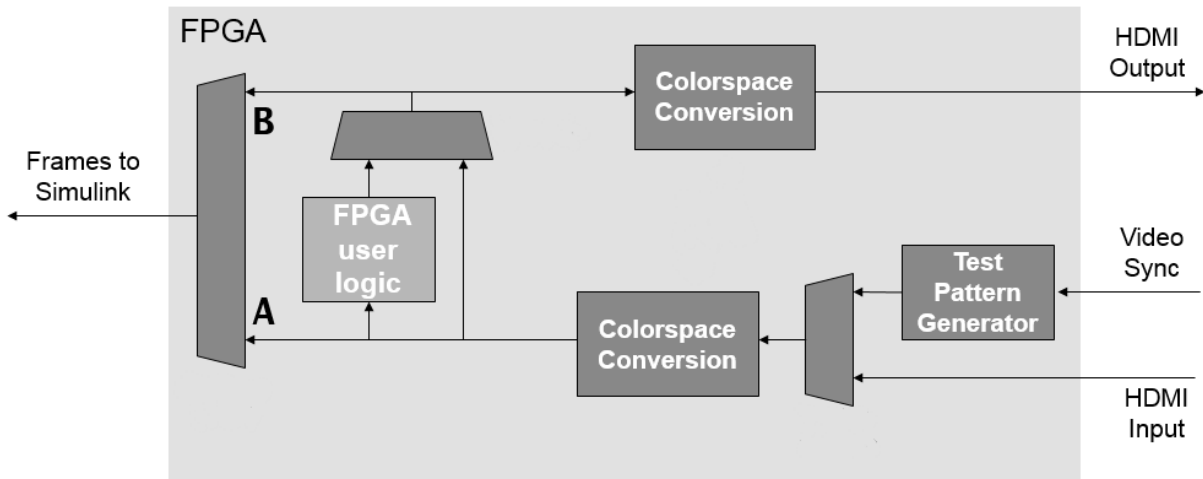 FPGA
HDMI
Output
Colorspace
Conversion
B
Frames to
Simulink
FPGA
user
logic
Video
Sync
Test
Pattern
Generator
A
Colorspace
Conversion
HDMI
Input